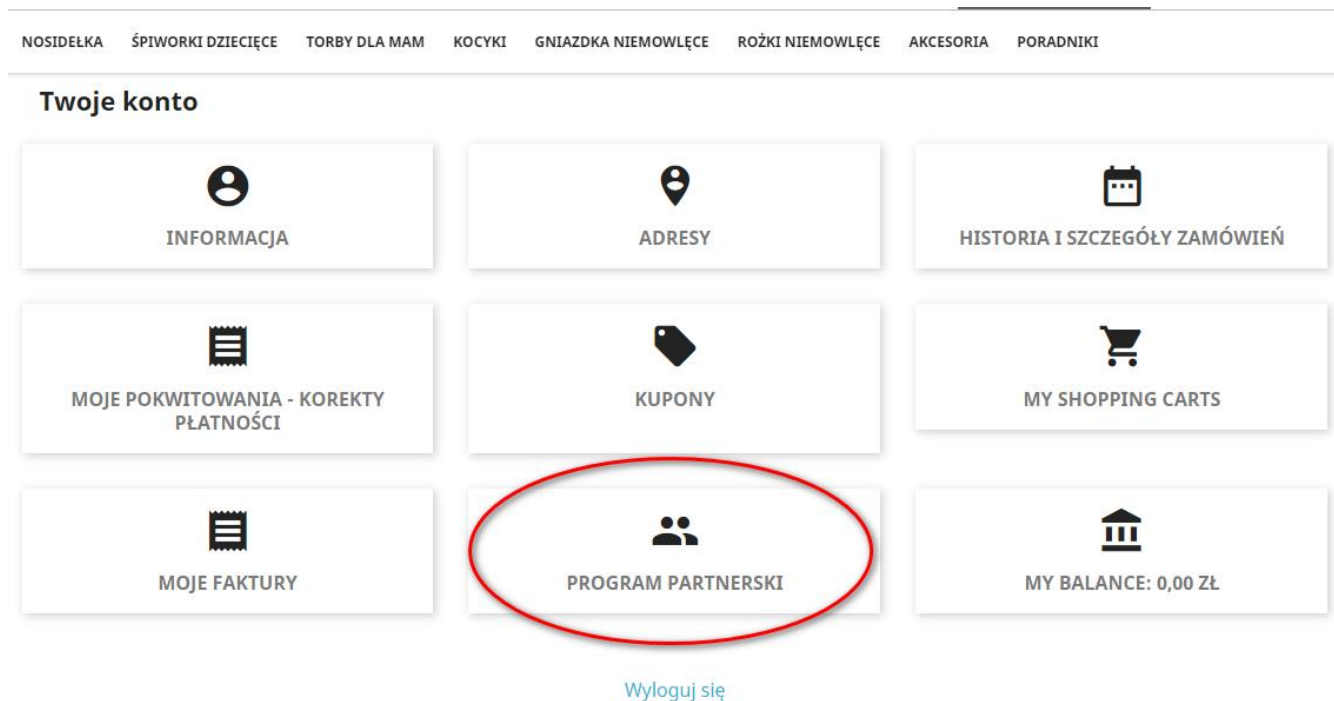 NOSIDEŁKA ŚPIWORKI DZIECIĘCE TORBY DLA MAM KOCYKI GNIAZDKA NIEMOWLĘCE ROŻKI NIEMOWLĘCE AKCESORIA PORADNIKI
Twoje konto
INFORMACJA
ADRESY
HISTORIA I SZCZEGÓŁY ZAMÓWIEŃ
MOJE POKWITOWANIA - KOREKTY
PŁATNOŚCI
KUPONY
MY SHOPPING CARTS
MOJE FAKTURY
PROGRAM PARTNERSKI
MY BALANCE: 0,00 ZŁ
Wyloguj się